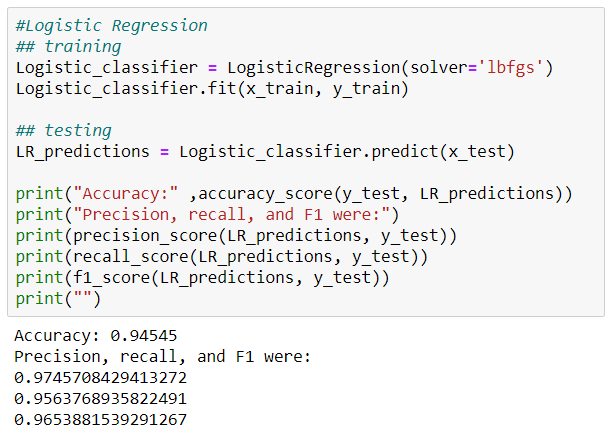 #Logistic Regression
## training
Logistic_classifier = LogisticRegression(solver='lbfgs')
Logistic_classifier.fit(x_train, y_train)
## testing
LR_predictions = Logistic_classifier.predict(x_test)
print("Accuracy:" ,accuracy_score(y_test, LR_predictions))
print("Precision, recall, and F1 were:")
print(precision_score(LR_predictions, y_test))
print(recall_score(LR_predictions, y_test))
print(f1_score(LR_predictions, y_test))
print("")
Accuracy: 0.94545
Precision, recall, and F1 were:
0.9745708429413272
0.9563768935822491
0.9653881539291267